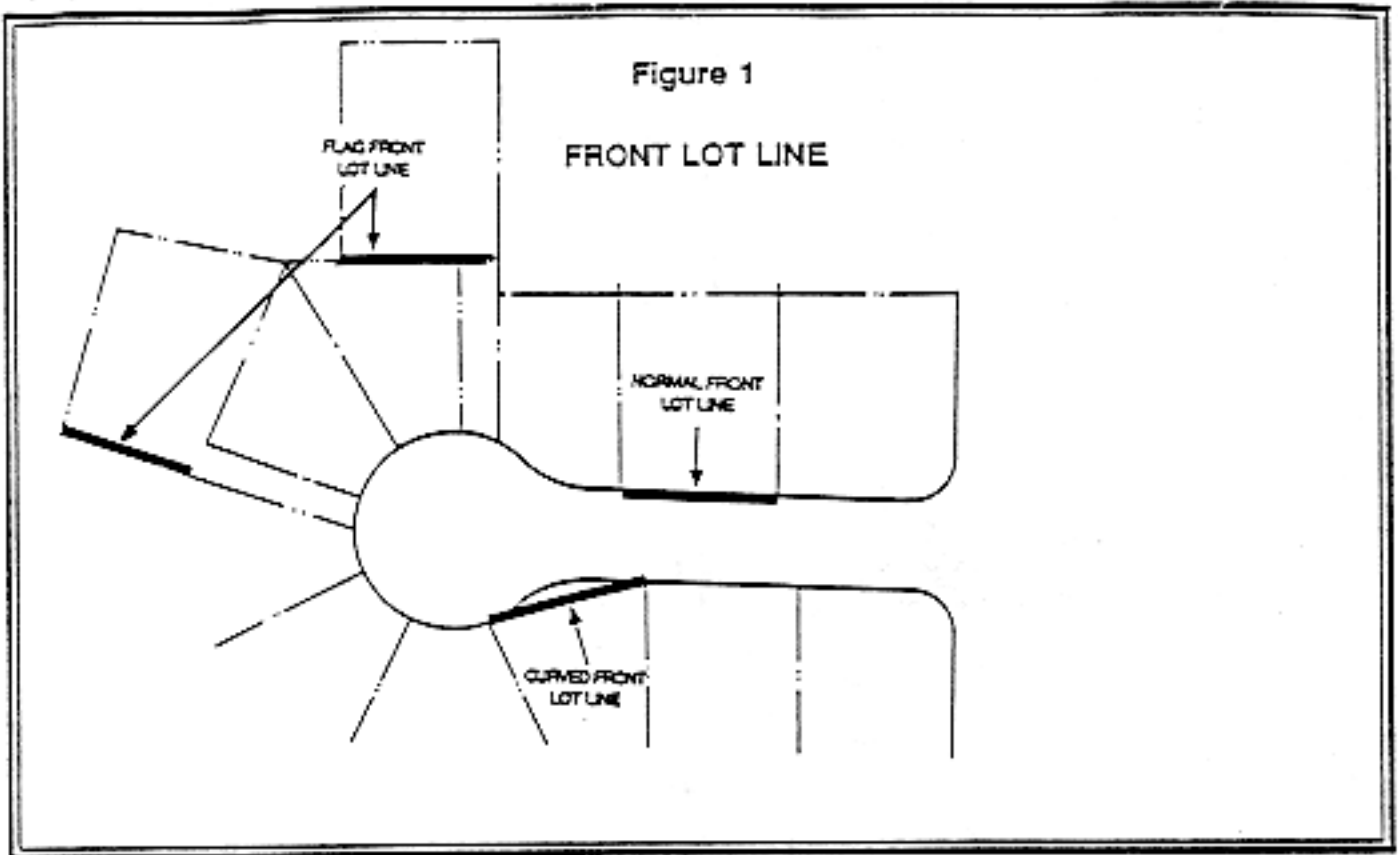 Figure 1
FRONT LOT LINE
FLAG FRONT
LOT LINE
NORMAL FRONT
LOT LINE
CURVED FRONT
LOT LINE